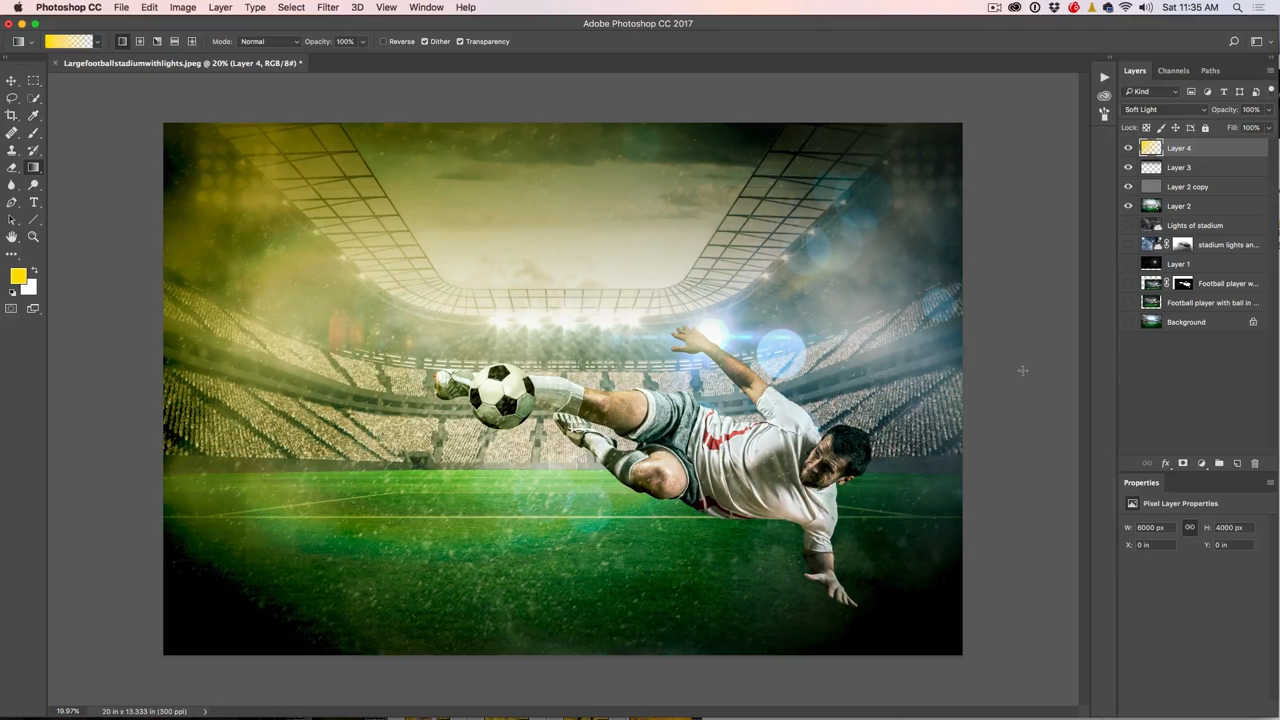 Photoshop CC File Edit Image Layer Type Select Filter 3D View Window Help Sat 11:35 AM
Adobe Photoshop CC 2017
Mode: Normal Opacity: 100% Reverse Dither Transparency
Largefootballstadiumwithlights.jpeg @ 20% (Layer 4, RGB/8#) *
Layers Channels Paths
Kind
Soft Light Opacity: 100%
Lock: Fill: 100%
Layer 4
Layer 3
Layer 2 copy
Layer 2
Lights of stadium
stadium lights an...
Layer 1
Football player w...
Football player with ball in ...
Background
fx
Properties
Pixel Layer Properties
W: 6000 px H: 4000 px
X: 0 in Y: 0 in
19.97% 20 in x 13.333 in (300 ppi)